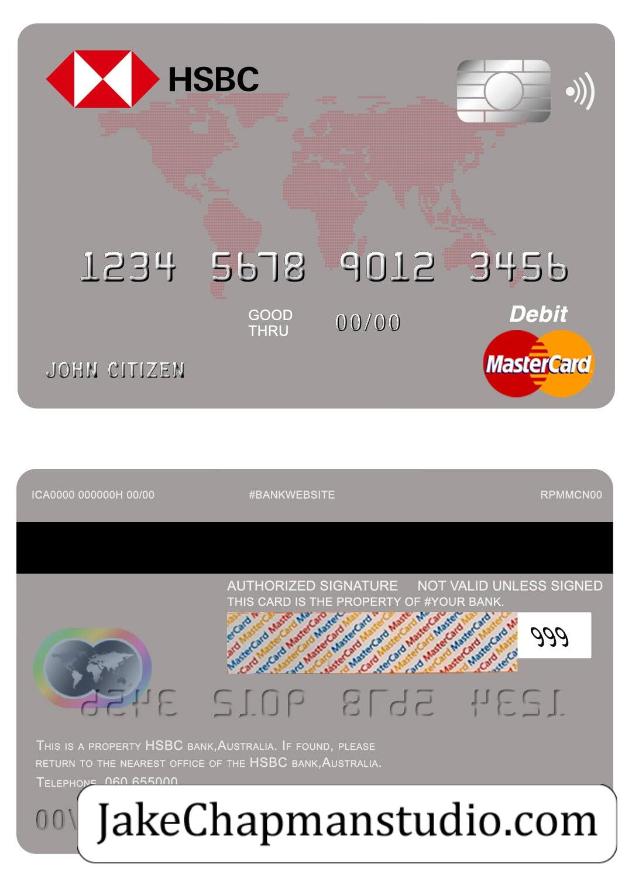 HSBC
1234 5678 9012 3456
GOOD
THRU
00/00
Debit
MasterCard
JOHN CITIZEN
ICA0000 000000H 00/00 #BANKWEBSITE RPMMCN00
AUTHORIZED SIGNATURE NOT VALID UNLESS SIGNED
THIS CARD IS THE PROPERTY OF #YOUR BANK.
MasterCard MasterCard MasterCard
999
THIS IS A PROPERTY HSBC BANK,AUSTRALIA. IF FOUND, PLEASE
RETURN TO THE NEAREST OFFICE OF THE HSBC BANK,AUSTRALIA.
TELEPHONE 060 655000
JakeChapmanstudio.com